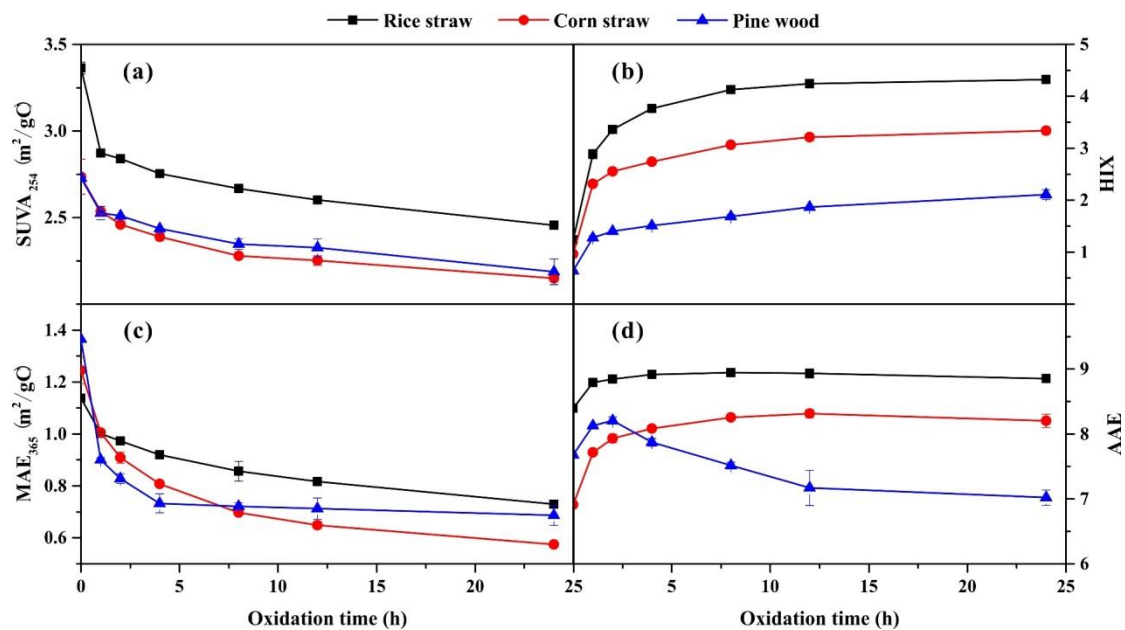 Rice straw Corn straw Pine wood
(a)
SUVA254 (m²/gC)
3.5
3.0
2.5
(b)
HIX
5
4
3
2
1
(c)
MAE365 (m²/gC)
1.4
1.2
1.0
0.8
0.6
(d)
AAE
9
8
7
6
0 5 10 15 20 25 5 10 15 20 25
Oxidation time (h) Oxidation time (h)